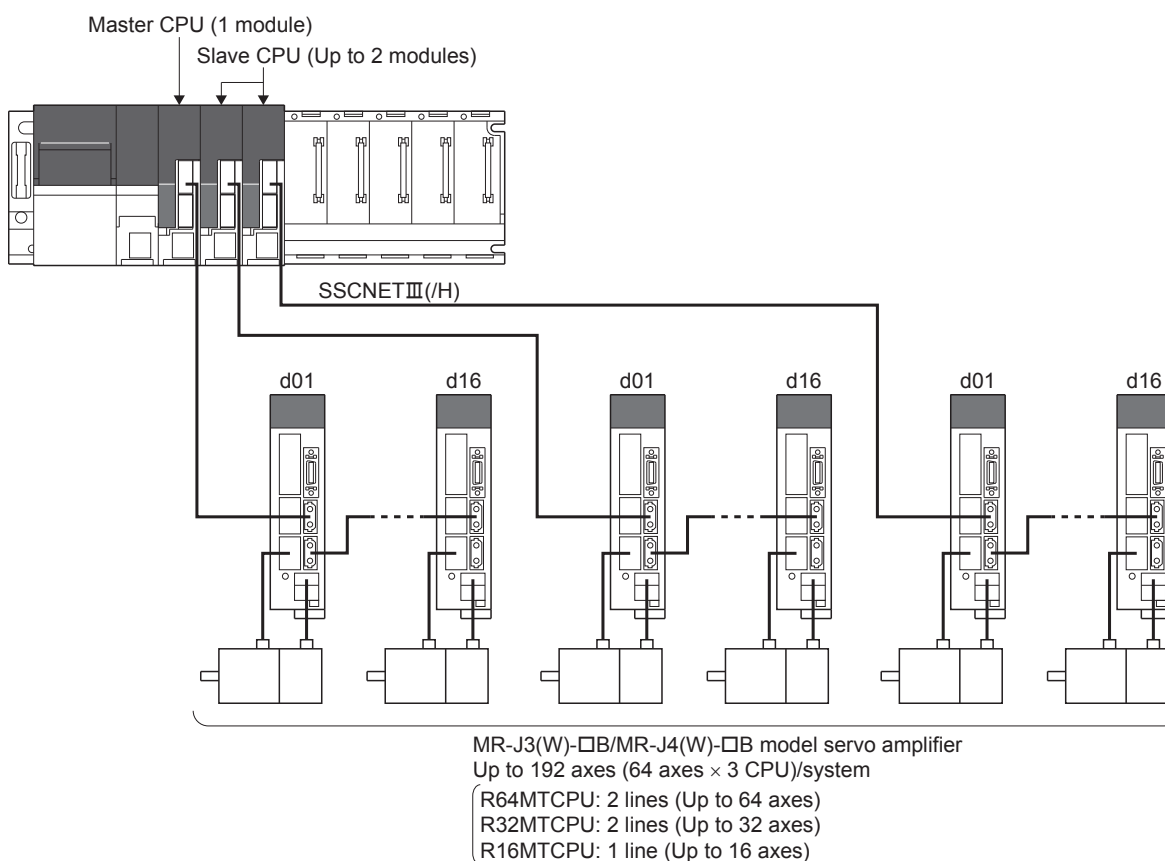 Master CPU (1 module)
Slave CPU (Up to 2 modules)
SSCNETⅢ(/H)
d01
d16
d01
d16
d01
d16
MR-J3(W)-□B/MR-J4(W)-□B model servo amplifier
Up to 192 axes (64 axes × 3 CPU)/system
R64MTCPU: 2 lines (Up to 64 axes)
R32MTCPU: 2 lines (Up to 32 axes)
R16MTCPU: 1 line (Up to 16 axes)